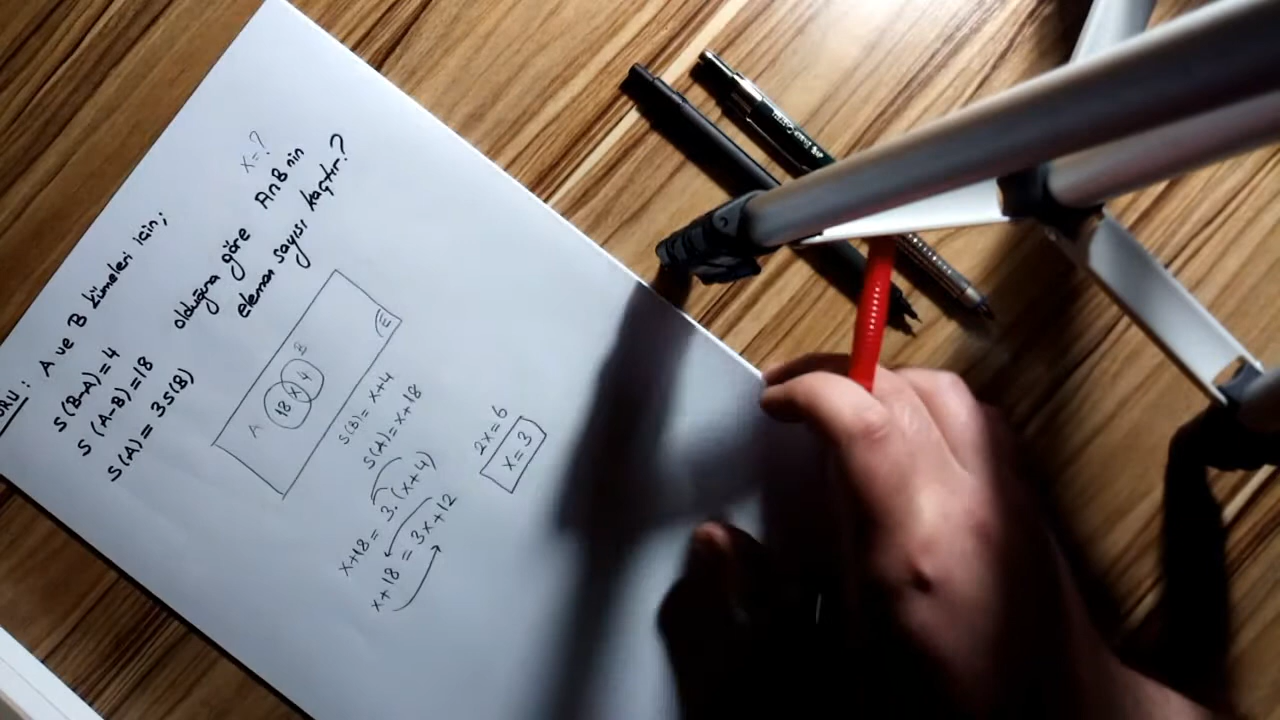 SORU: A ve B kümeleri için;
S(B-A)=4
S(A-B)=18
S(A)= 3S(B)
x=?
olduğuna göre A∩B'nin
eleman sayısı kaçtır?
A B E
18 x 4
S(B)= x+4
S(A)= x+18
x+18= 3.(x+4)
x+18 = 3x+12
2x=6
x=3